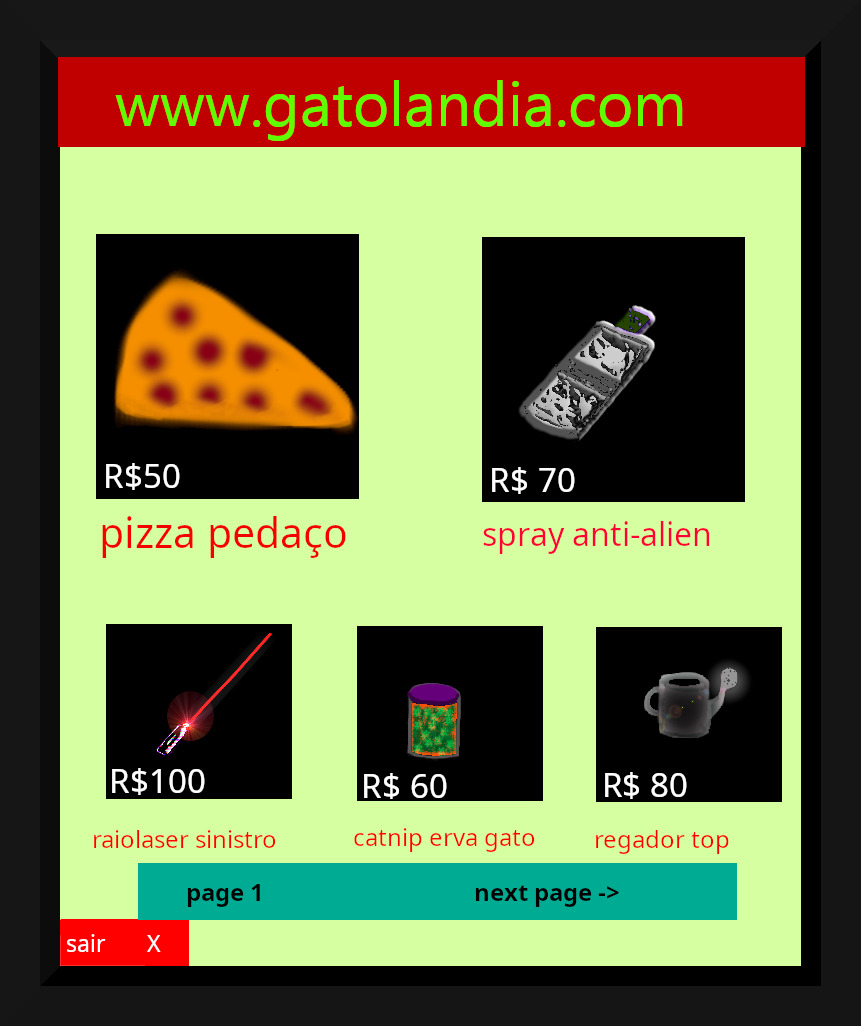 www.gatolandia.com
R$50
R$ 70
pizza pedaço
spray anti-alien
R$100
R$ 60
R$ 80
raiolaser sinistro
catnip erva gato
regador top
page 1
next page ->
sair X